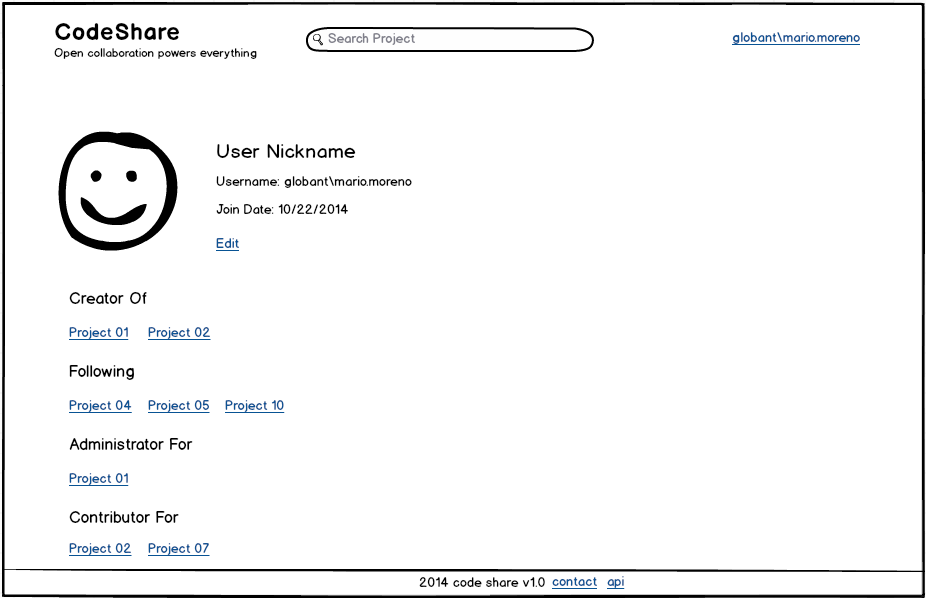 CodeShare
Open collaboration powers everything
Search Project
globant\mario.moreno
User Nickname
Username: globant\mario.moreno
Join Date: 10/22/2014
Edit
Creator Of
Project 01 Project 02
Following
Project 04 Project 05 Project 10
Administrator For
Project 01
Contributor For
Project 02 Project 07
2014 code share v1.0 contact api